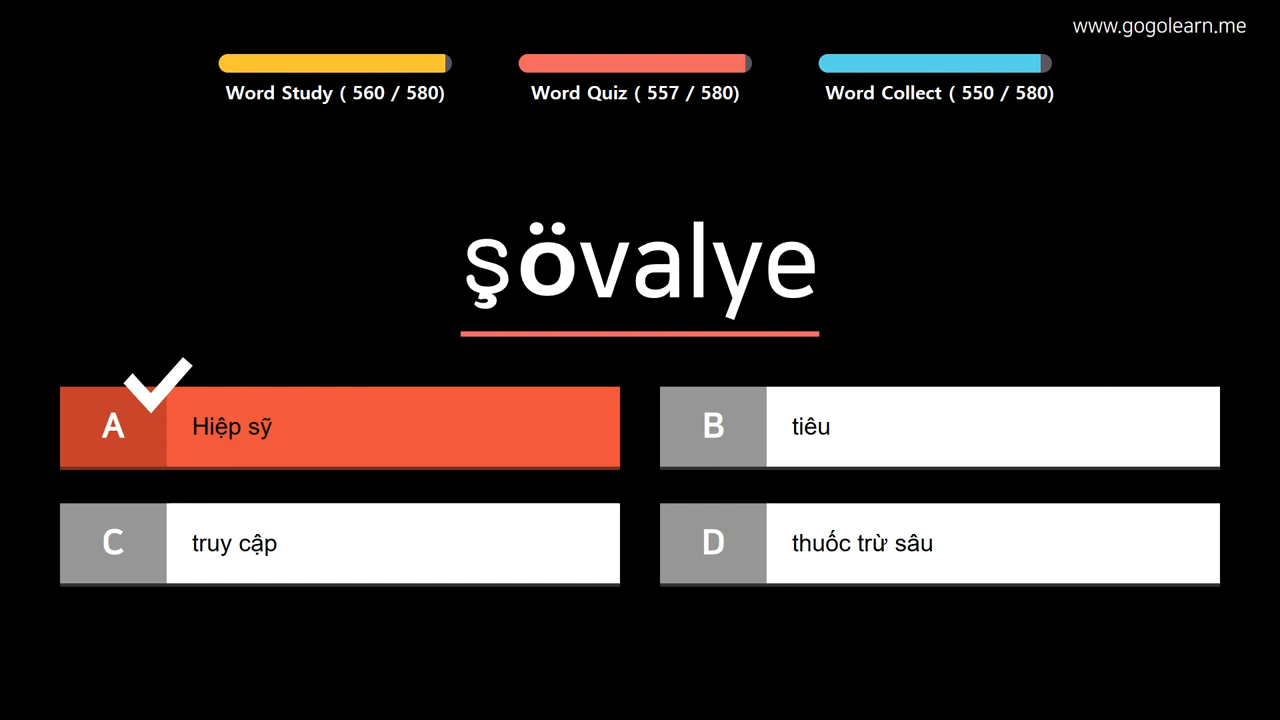 www.gogolearn.me
Word Study ( 560 / 580)
Word Quiz ( 557 / 580)
Word Collect ( 550 / 580)
şövalye
A Hiệp sỹ
B tiêu
C truy cập
D thuốc trừ sâu